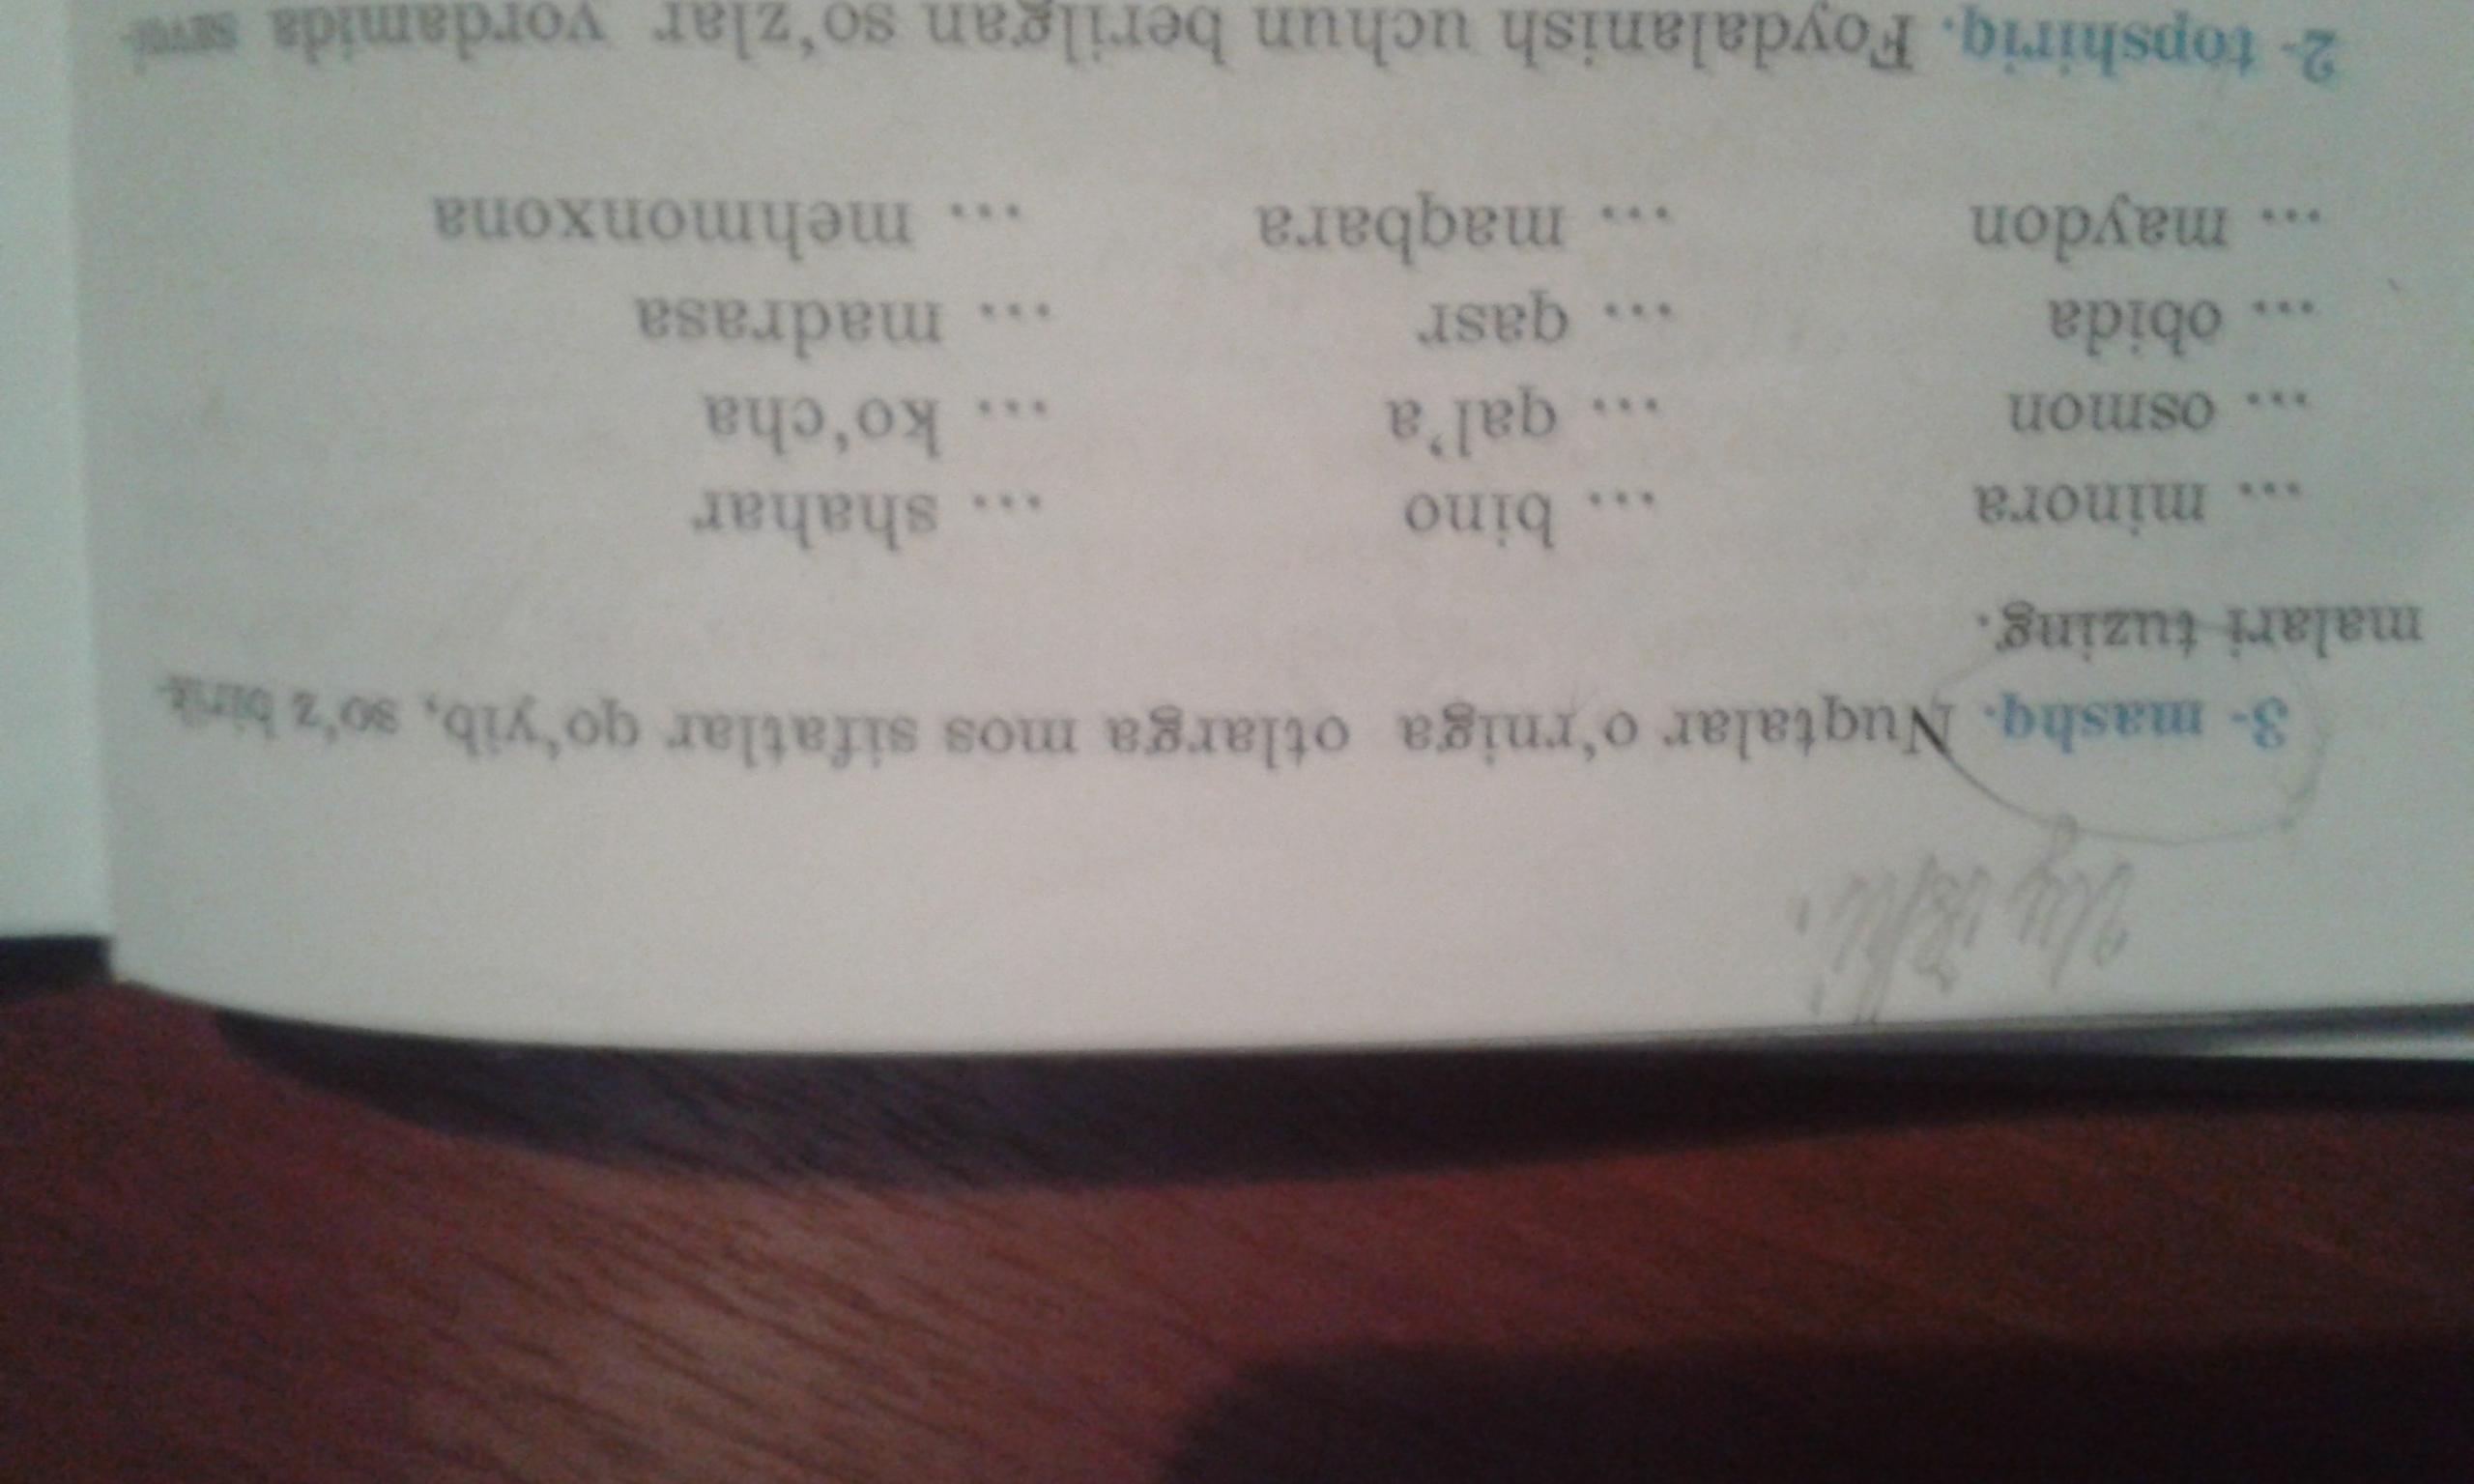 3- mashq. Nuqtalar o‘rniga otlarga mos sifatlar qo‘yib, so‘z birik-
malari tuzing.
... minora ... bino ... shahar
... osmon ... qal’a ... ko‘cha
... obida ... qasr ... madrasa
... maydon ... maqbara ... mehmonxona
2- topshiriq. Foydalanish uchun berilgan so‘zlar yordamida